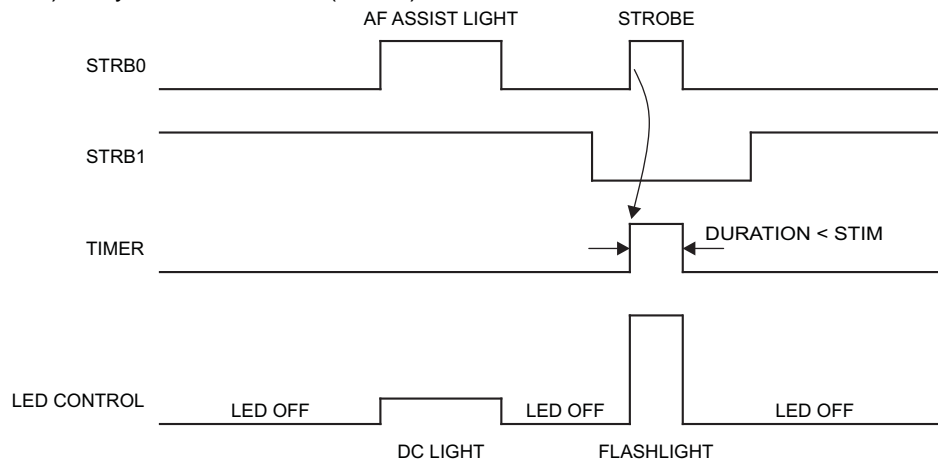 AF ASSIST LIGHT STROBE
STRB0
STRB1
TIMER
DURATION < STIM
LED CONTROL
LED OFF LED OFF LED OFF
DC LIGHT FLASHLIGHT